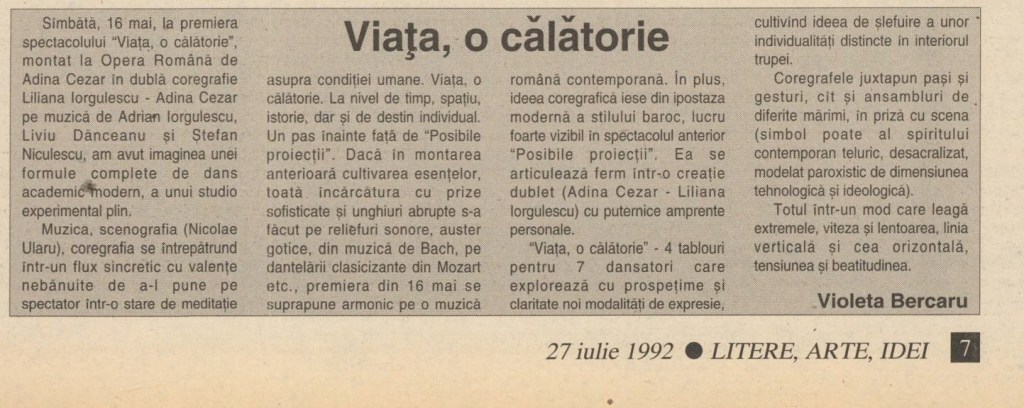 Viaţa, o călătorie
Simbătă, 16 mai, la premiera
spectacolului “Viaţa, o călătorie”,
montat la Opera Română de
Adina Cezar în dublă coregrafie
Liliana Iorgulescu - Adina Cezar
pe muzică de Adrian Iorgulescu,
Liviu Dănceanu şi Ştefan
Niculescu, am avut imaginea unei
formule complete de dans
academic modern, a unui studio
experimental plin.
Muzica, scenografia (Nicolae
Ularu), coregrafia se întrepătrund
într-un flux sincretic cu valenţe
nebănuite de a-l pune pe
spectator într-o stare de meditaţie
asupra condiţiei umane. Viaţa, o
călătorie. La nivel de timp, spaţiu,
istorie, dar şi de destin individual.
Un pas înainte faţă de “Posibile
proiecţii”. Dacă în montarea
anterioară cultivarea esenţelor,
toată încărcătura cu prize
sofisticate şi unghiuri abrupte s-a
făcut pe reliefuri sonore, auster
gotice, din muzică de Bach, pe
dantelării clasicizante din Mozart
etc., premiera din 16 mai se
suprapune armonic pe o muzică
română contemporană. În plus,
ideea coregrafică iese din ipostaza
modernă a stilului baroc, lucru
foarte vizibil în spectacolul anterior
“Posibile proiecţii”. Ea se
articulează ferm într-o creaţie
dublet (Adina Cezar - Liliana
Iorgulescu) cu puternice amprente
personale.
“Viaţa, o călătorie” - 4 tablouri
pentru 7 dansatori care
explorează cu prospeţime şi
claritate noi modalităţi de expresie,
cultivind ideea de şlefuire a unor
individualităţi distincte în interiorul
trupei.
Coregrafele juxtapun paşi şi
gesturi, cît şi ansambluri de
diferite mărimi, în priză cu scena
(simbol poate al spiritului
contemporan teluric, desacralizat,
modelat paroxistic de dimensiunea
tehnologică şi ideologică).
Totul într-un mod care leagă
extremele, viteza şi lentoarea, linia
verticală şi cea orizontală,
tensiunea şi beatitudinea.
Violeta Bercaru
27 iulie 1992 ● LITERE, ARTE, IDEI 7